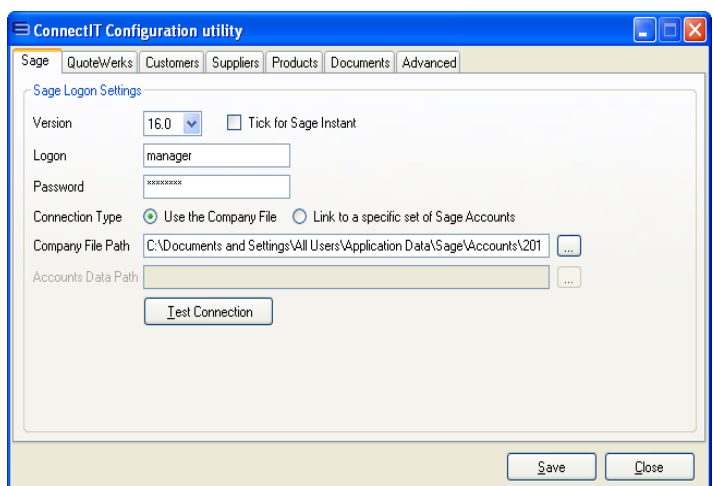 ConnectIT Configuration utility
Sage QuoteWerks Customers Suppliers Products Documents Advanced
Sage Logon Settings
Version 16.0 Tick for Sage Instant
Logon manager
Password ××××××××
Connection Type Use the Company File Link to a specific set of Sage Accounts
Company File Path C:\Documents and Settings\All Users\Application Data\Sage\Accounts\201 ...
Accounts Data Path ...
Test Connection
Save Close